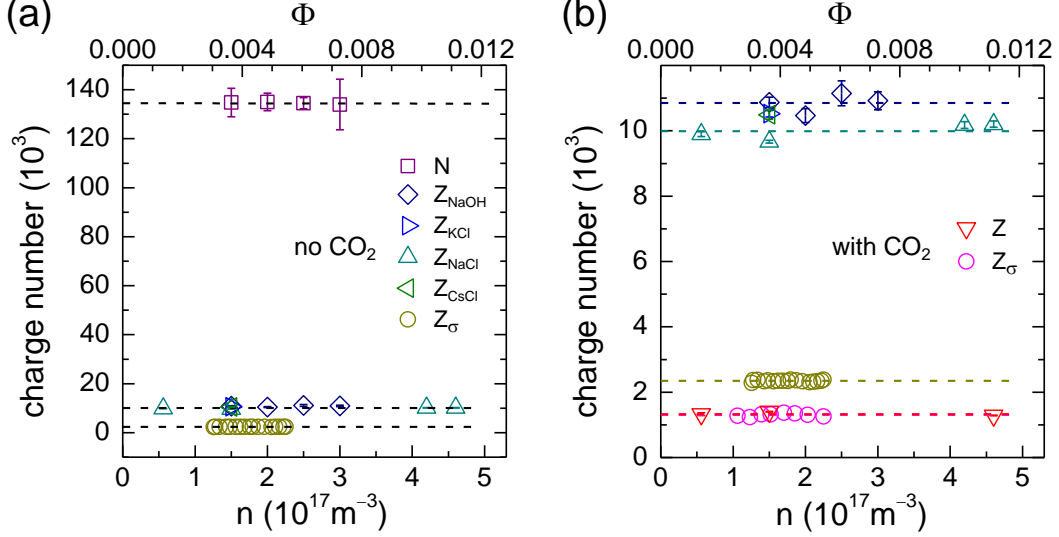 (a)
Φ
0.000 0.004 0.008 0.012
charge number (10³)
140
120
100
80
60
40
20
0
N
Z_NaOH
Z_KCl
Z_NaCl
Z_CsCl
Z_σ
no CO₂
0 1 2 3 4 5
n (10¹⁷m⁻³)
(b)
Φ
0.000 0.004 0.008 0.012
charge number (10³)
10
8
6
4
2
0
with CO₂
Z
Z_σ
0 1 2 3 4 5
n (10¹⁷m⁻³)